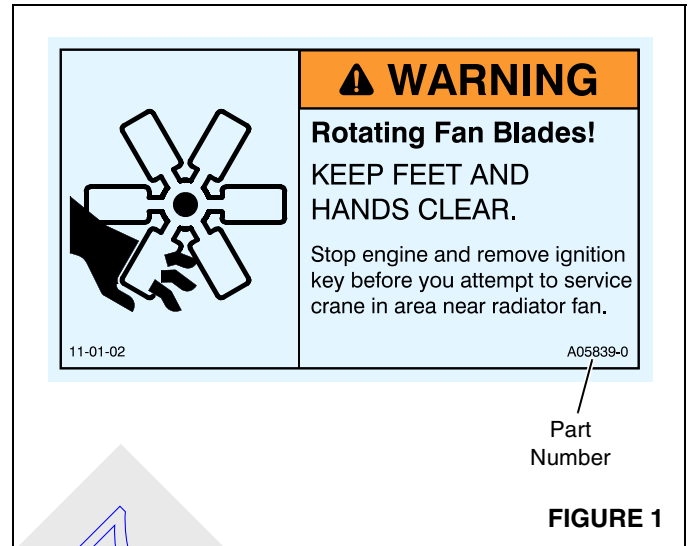 WARNING
Rotating Fan Blades!
KEEP FEET AND
HANDS CLEAR.
Stop engine and remove ignition
key before you attempt to service
crane in area near radiator fan.
11-01-02
A05839-0
Part
Number
FIGURE 1